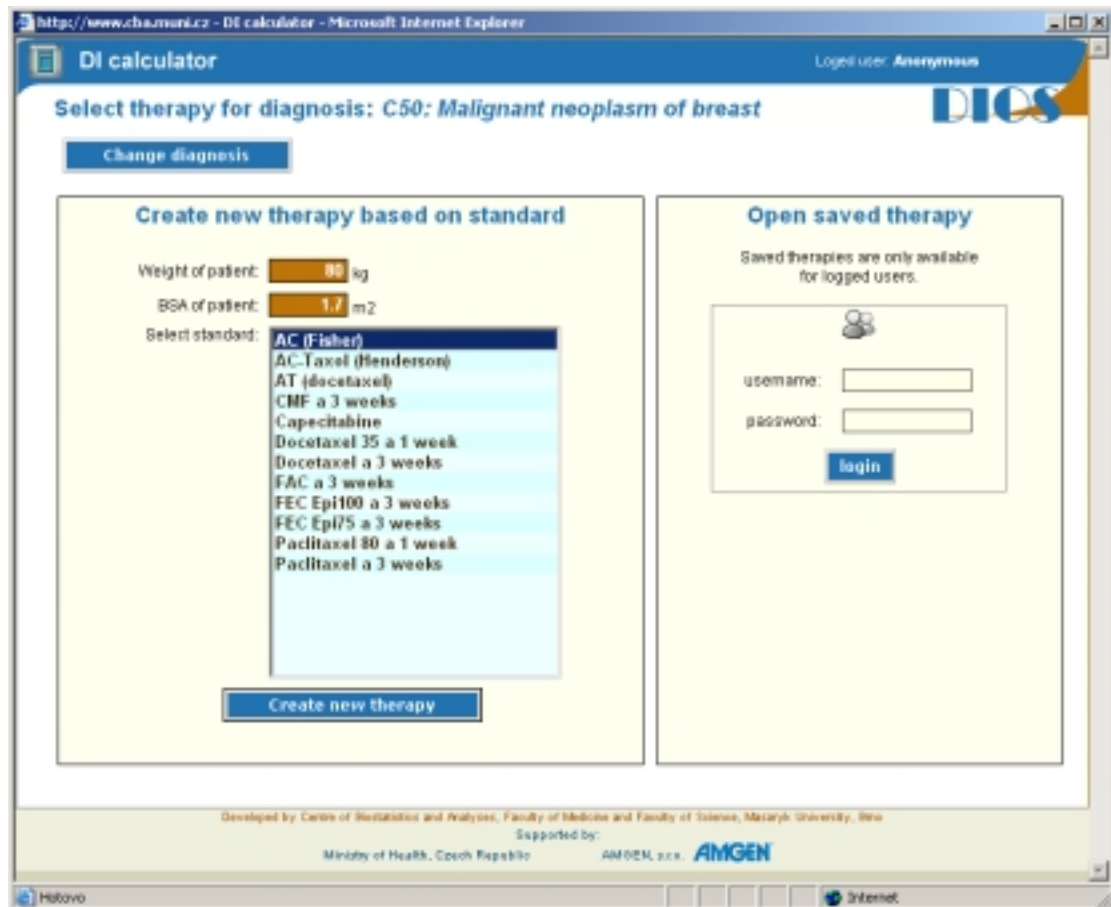 http://www.cba.muni.cz - DI calculator - Microsoft Internet Explorer
DI calculator
Loged user: Anonymous
Select therapy for diagnosis: C50: Malignant neoplasm of breast
DIOS
Change diagnosis
Create new therapy based on standard
Weight of patient: 80 kg
BSA of patient: 1.7 m2
Select standard:
AC (Fisher)
AC-Taxol (Henderson)
AT (docetaxel)
CMF a 3 weeks
Capecitabine
Docetaxel 35 a 1 week
Docetaxel a 3 weeks
FAC a 3 weeks
FEC Epi100 a 3 weeks
FEC Epi75 a 3 weeks
Paclitaxel 80 a 1 week
Paclitaxel a 3 weeks
Create new therapy
Open saved therapy
Saved therapies are only available
for logged users.
username:
password:
login
Developed by Centre of Biostatistics and Analyses, Faculty of Medicine and Faculty of Science, Masaryk University, Brno
Supported by:
Ministry of Health, Czech Republic AMGEN, s.r.o. AMGEN
Hotovo
Internet